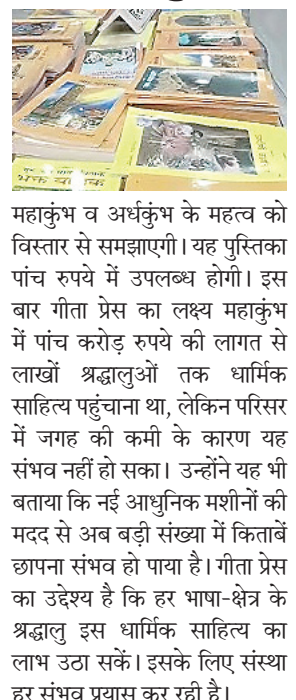 भक्त
महाकुंभ व अर्धकुंभ के महत्व को
विस्तार से समझाएगी। यह पुस्तिका
पांच रुपये में उपलब्ध होगी। इस
बार गीता प्रेस का लक्ष्य महाकुंभ
में पांच करोड़ रुपये की लागत से
लाखों श्रद्धालुओं तक धार्मिक
साहित्य पहुंचाना था, लेकिन परिसर
में जगह की कमी के कारण यह
संभव नहीं हो सका। उन्होंने यह भी
बताया कि नई आधुनिक मशीनों की
मदद से अब बड़ी संख्या में किताबें
छापना संभव हो पाया है। गीता प्रेस
का उद्देश्य है कि हर भाषा-क्षेत्र के
श्रद्धालु इस धार्मिक साहित्य का
लाभ उठा सकें। इसके लिए संस्था
हर संभव प्रयास कर रही है।